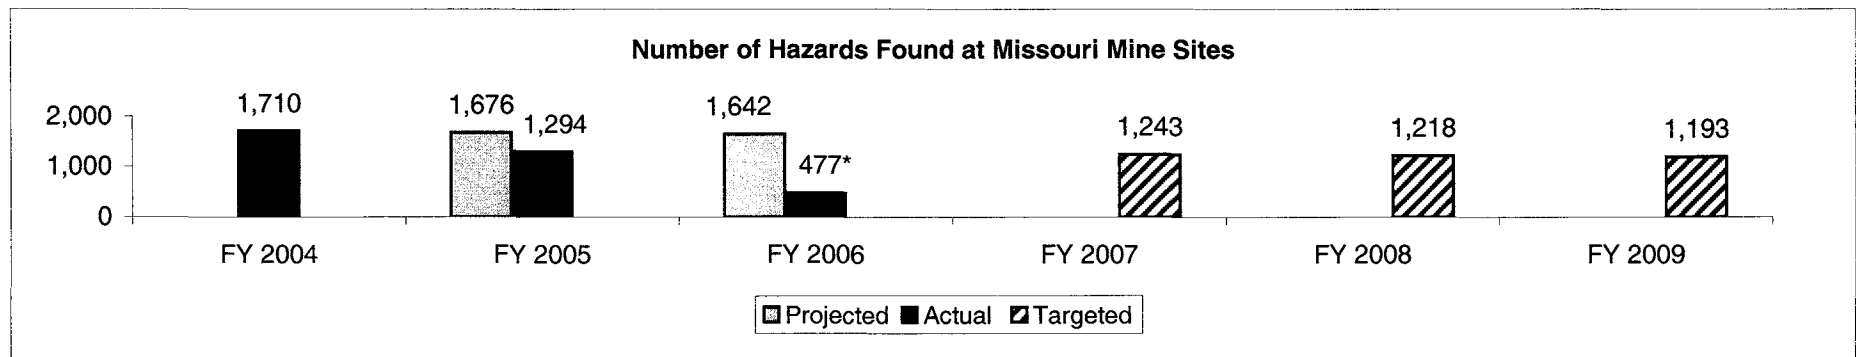 Number of Hazards Found at Missouri Mine Sites
2,000
1,000
0
1,710
1,676
1,294
1,642
477*
1,243
1,218
1,193
FY 2004
FY 2005
FY 2006
FY 2007
FY 2008
FY 2009
Projected Actual Targeted